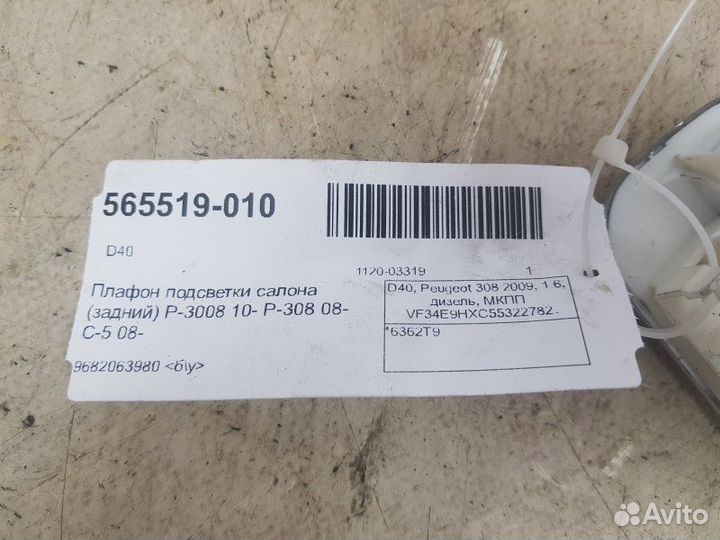 565519-010
D40
1120-03319 1
Плафон подсветки салона
(задний) P-3008 10- P-308 08-
C-5 08-
9682063980 <б\у>
D40, Peugeot 308 2009, 1.6,
дизель, МКПП
VF34E9HXC55322782.
*6362T9
Avito